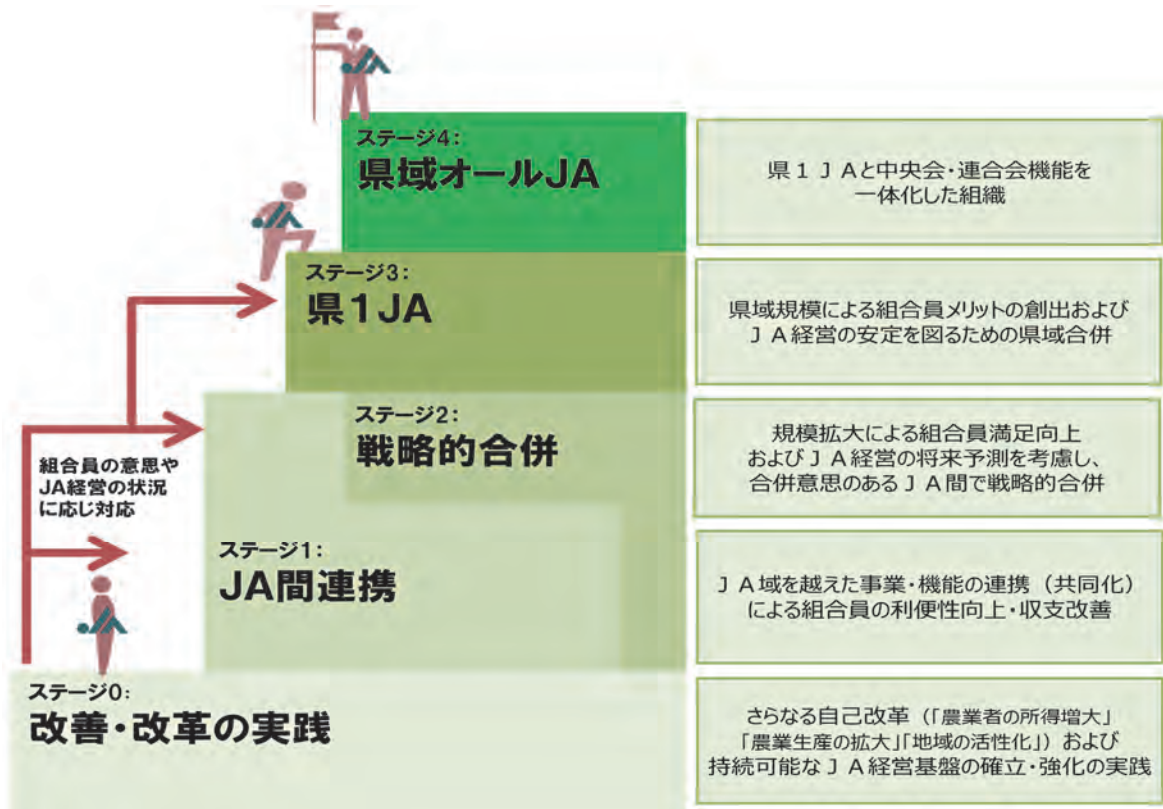 ステージ4:
県域オールJA
県1JAと中央会・連合会機能を
一体化した組織
ステージ3:
県1JA
県域規模による組合員メリットの創出および
JA経営の安定を図るための県域合併
ステージ2:
戦略的合併
規模拡大による組合員満足向上
およびJA経営の将来予測を考慮し、
合併意思のあるJA間で戦略的合併
組合員の意思や
JA経営の状況
に応じ対応
ステージ1:
JA間連携
JA域を越えた事業・機能の連携（共同化）
による組合員の利便性向上・収支改善
ステージ0:
改善・改革の実践
さらなる自己改革（「農業者の所得増大」
「農業生産の拡大」「地域の活性化」）および
持続可能なJA経営基盤の確立・強化の実践